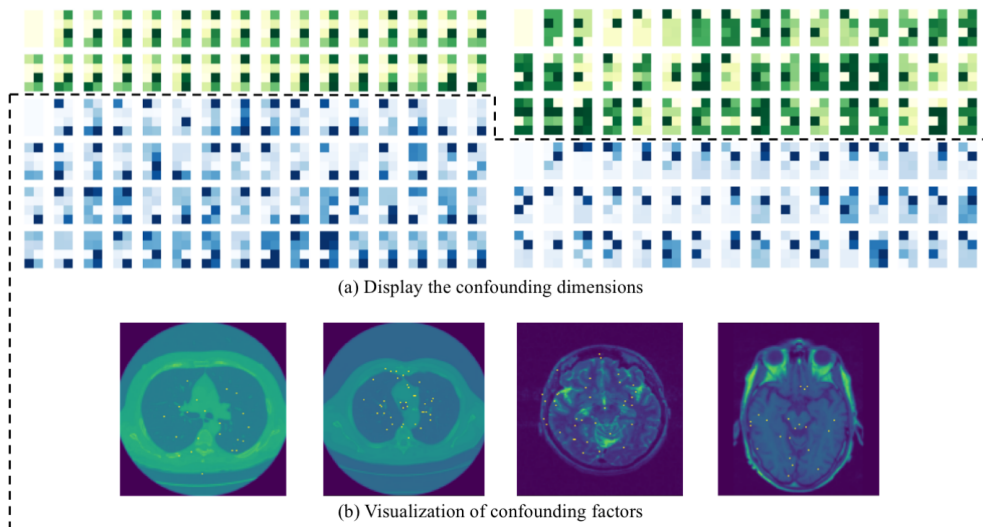 (a) Display the confounding dimensions
(b) Visualization of confounding factors